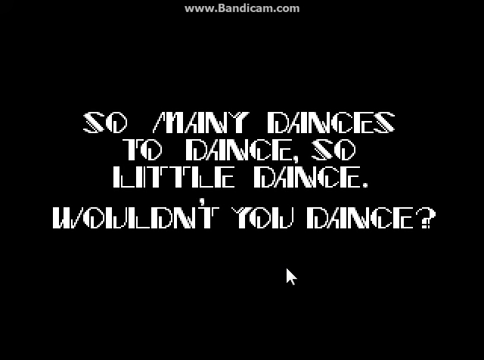 www.Bandicam.com
SO MANY DANCES
TO DANCE, SO
LITTLE DANCE.
WOULDN'T YOU DANCE?